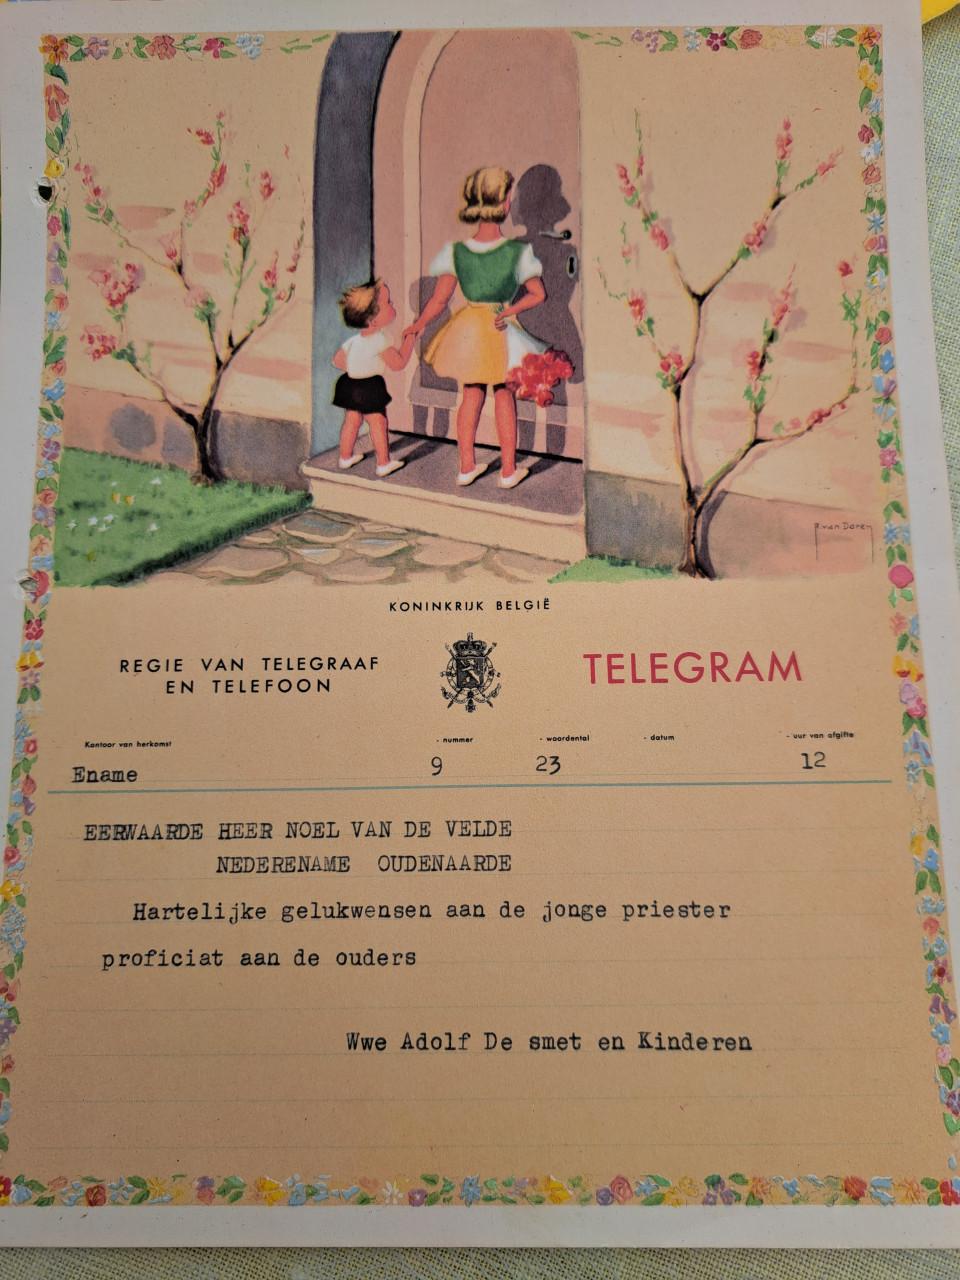 P. van Doren
KONINKRIJK BELGIË
REGIE VAN TELEGRAAF
EN TELEFOON
TELEGRAM
Kantoor van herkomst - nummer - woordental - datum - uur van afgifte
Ename 9 23 12
EERWAARDE HEER NOEL VAN DE VELDE
NEDERENAME OUDENAARDE
Hartelijke gelukwensen aan de jonge priester
proficiat aan de ouders
Wwe Adolf De smet en Kinderen